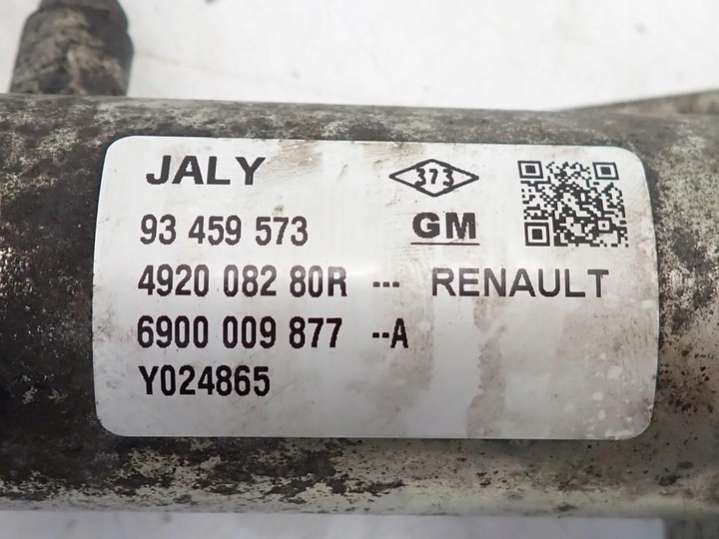 JALY 373
93 459 573 GM
4920 082 80R --- RENAULT
6900 009 877 --A
Y024865